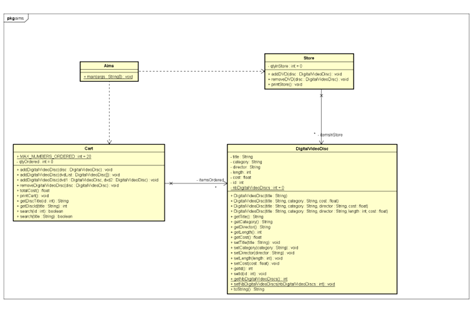 pkg aims
Aims
+ main(args : String[]) : void
Store
- qtyInStore : int = 0
+ addDVD(disc : DigitalVideoDisc) : void
+ removeDVD(disc : DigitalVideoDisc) : void
+ printStore() : void
- itemsInStore
*
Cart
+ MAX_NUMBERS_ORDERED : int = 20
- qtyOrdered : int = 0
+ addDigitalVideoDisc(disc : DigitalVideoDisc) : void
+ addDigitalVideoDisc(dvdList : DigitalVideoDisc[]) : void
+ addDigitalVideoDisc(dvd1 : DigitalVideoDisc, dvd2 : DigitalVideoDisc) : void
+ removeDigitalVideoDisc(disc : DigitalVideoDisc) : void
+ totalCost() : float
+ printCart() : void
+ getDiscTitle(id : int) : String
+ getDiscId(title : String) : int
+ search(id : int) : boolean
+ search(title : String) : boolean
- itemsOrdered
*
DigitalVideoDisc
- title : String
- category : String
- director : String
- length : int
- cost : float
- id : int
- nbDigitalVideoDiscs : int = 0
+ DigitalVideoDisc(title : String)
+ DigitalVideoDisc(title : String, category : String, cost : float)
+ DigitalVideoDisc(title : String, category : String, director : String, cost : float)
+ DigitalVideoDisc(title : String, category : String, director : String, length : int, cost : float)
+ getTitle() : String
+ getCategory() : String
+ getDirector() : String
+ getLength() : int
+ getCost() : float
+ setTitle(title : String) : void
+ setCategory(category : String) : void
+ setDirector(director : String) : void
+ setLength(length : int) : void
+ setCost(cost : float) : void
+ getId() : int
+ setId(id : int) : void
+ getNbDigitalVideoDiscs() : int
+ setNbDigitalVideoDiscs(nbDigitalVideoDiscs : int) : void
+ toString() : String